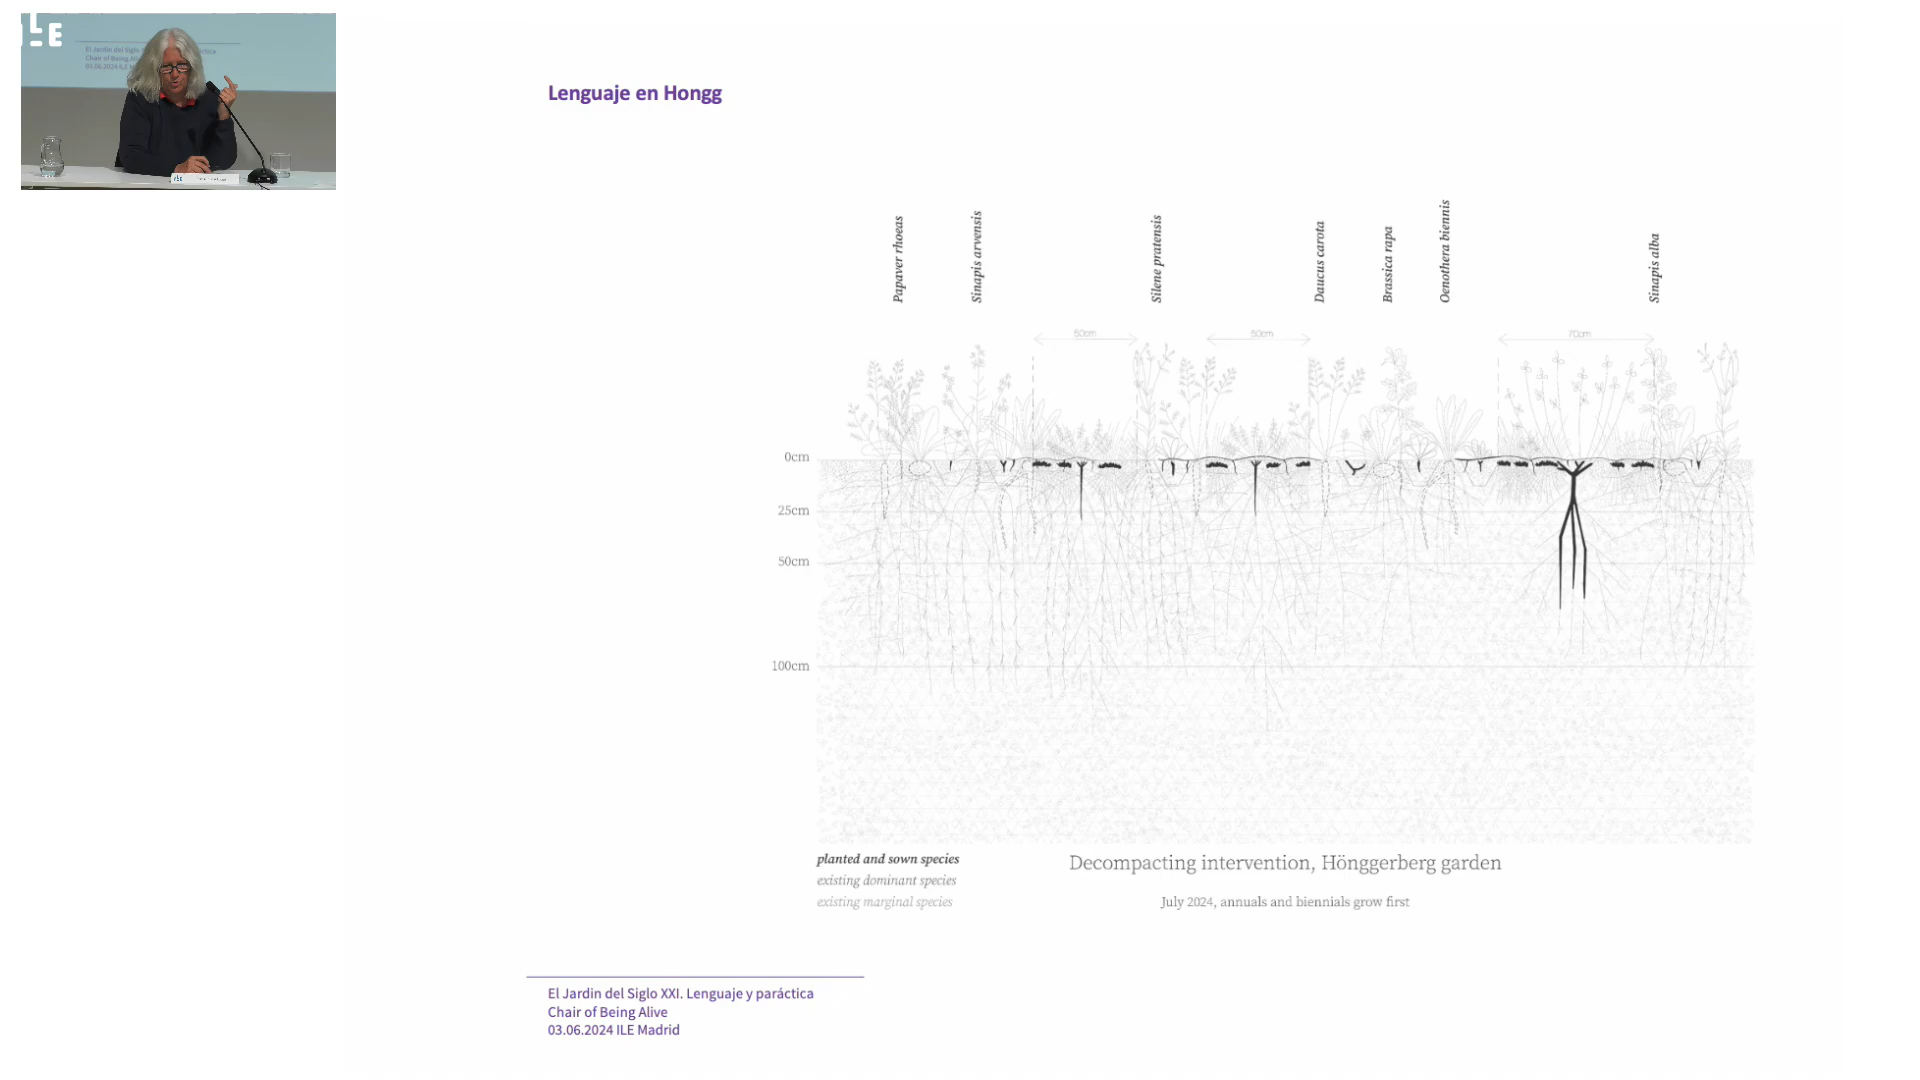 ILE
Lenguaje en Hongg
Papaver rhoeas
Sinapis arvensis
Silene pratensis
Daucus carota
Brassica rapa
Oenothera biennis
Sinapis alba
50cm
70cm
0cm
25cm
50cm
100cm
planted and sown species
existing dominant species
existing marginal species
Decompacting intervention, Hönggerberg garden
July 2024, annuals and biennials grow first
El Jardin del Siglo XXI. Lenguaje y paráctica
Chair of Being Alive
03.06.2024 ILE Madrid